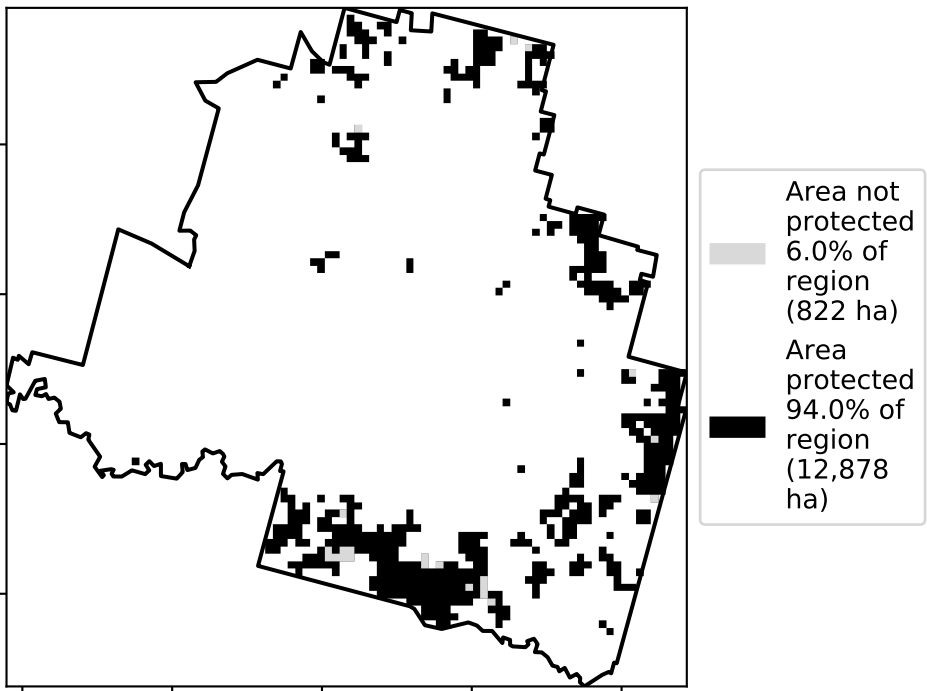 Area not
protected
6.0% of
region
(822 ha)
Area
protected
94.0% of
region
(12,878
ha)